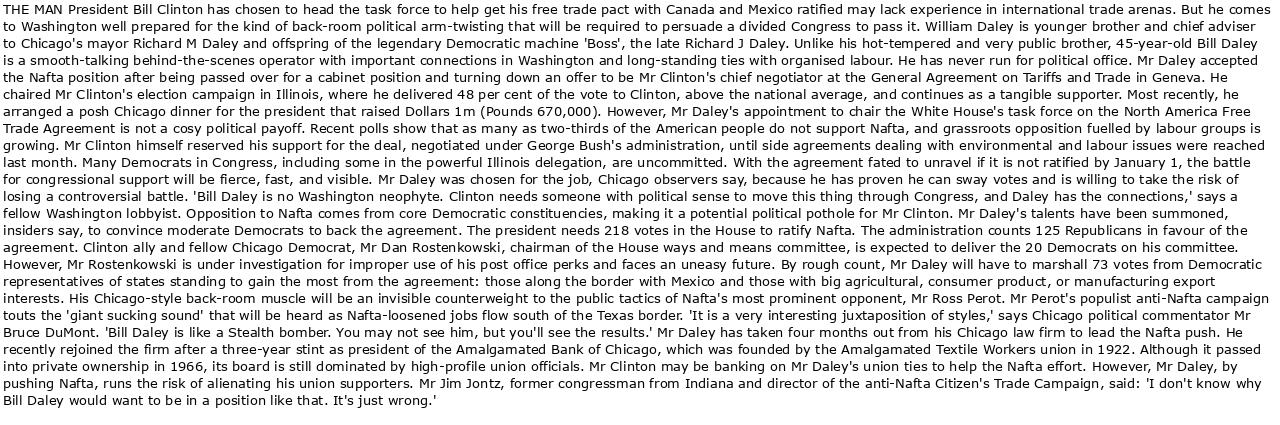 THE MAN President Bill Clinton has chosen to head the task force to help get his free trade pact with Canada and Mexico ratified may lack experience in international trade arenas. But he comes
to Washington well prepared for the kind of back-room political arm-twisting that will be required to persuade a divided Congress to pass it. William Daley is younger brother and chief adviser
to Chicago's mayor Richard M Daley and offspring of the legendary Democratic machine 'Boss', the late Richard J Daley. Unlike his hot-tempered and very public brother, 45-year-old Bill Daley
is a smooth-talking behind-the-scenes operator with important connections in Washington and long-standing ties with organised labour. He has never run for political office. Mr Daley accepted
the Nafta position after being passed over for a cabinet position and turning down an offer to be Mr Clinton's chief negotiator at the General Agreement on Tariffs and Trade in Geneva. He
chaired Mr Clinton's election campaign in Illinois, where he delivered 48 per cent of the vote to Clinton, above the national average, and continues as a tangible supporter. Most recently, he
arranged a posh Chicago dinner for the president that raised Dollars 1m (Pounds 670,000). However, Mr Daley's appointment to chair the White House's task force on the North America Free
Trade Agreement is not a cosy political payoff. Recent polls show that as many as two-thirds of the American people do not support Nafta, and grassroots opposition fuelled by labour groups is
growing. Mr Clinton himself reserved his support for the deal, negotiated under George Bush's administration, until side agreements dealing with environmental and labour issues were reached
last month. Many Democrats in Congress, including some in the powerful Illinois delegation, are uncommitted. With the agreement fated to unravel if it is not ratified by January 1, the battle
for congressional support will be fierce, fast, and visible. Mr Daley was chosen for the job, Chicago observers say, because he has proven he can sway votes and is willing to take the risk of
losing a controversial battle. 'Bill Daley is no Washington neophyte. Clinton needs someone with political sense to move this thing through Congress, and Daley has the connections,' says a
fellow Washington lobbyist. Opposition to Nafta comes from core Democratic constituencies, making it a potential political pothole for Mr Clinton. Mr Daley's talents have been summoned,
insiders say, to convince moderate Democrats to back the agreement. The president needs 218 votes in the House to ratify Nafta. The administration counts 125 Republicans in favour of the
agreement. Clinton ally and fellow Chicago Democrat, Mr Dan Rostenkowski, chairman of the House ways and means committee, is expected to deliver the 20 Democrats on his committee.
However, Mr Rostenkowski is under investigation for improper use of his post office perks and faces an uneasy future. By rough count, Mr Daley will have to marshall 73 votes from Democratic
representatives of states standing to gain the most from the agreement: those along the border with Mexico and those with big agricultural, consumer product, or manufacturing export
interests. His Chicago-style back-room muscle will be an invisible counterweight to the public tactics of Nafta's most prominent opponent, Mr Ross Perot. Mr Perot's populist anti-Nafta campaign
touts the 'giant sucking sound' that will be heard as Nafta-loosened jobs flow south of the Texas border. 'It is a very interesting juxtaposition of styles,' says Chicago political commentator Mr
Bruce DuMont. 'Bill Daley is like a Stealth bomber. You may not see him, but you'll see the results.' Mr Daley has taken four months out from his Chicago law firm to lead the Nafta push. He
recently rejoined the firm after a three-year stint as president of the Amalgamated Bank of Chicago, which was founded by the Amalgamated Textile Workers union in 1922. Although it passed
into private ownership in 1966, its board is still dominated by high-profile union officials. Mr Clinton may be banking on Mr Daley's union ties to help the Nafta effort. However, Mr Daley, by
pushing Nafta, runs the risk of alienating his union supporters. Mr Jim Jontz, former congressman from Indiana and director of the anti-Nafta Citizen's Trade Campaign, said: 'I don't know why
Bill Daley would want to be in a position like that. It's just wrong.'